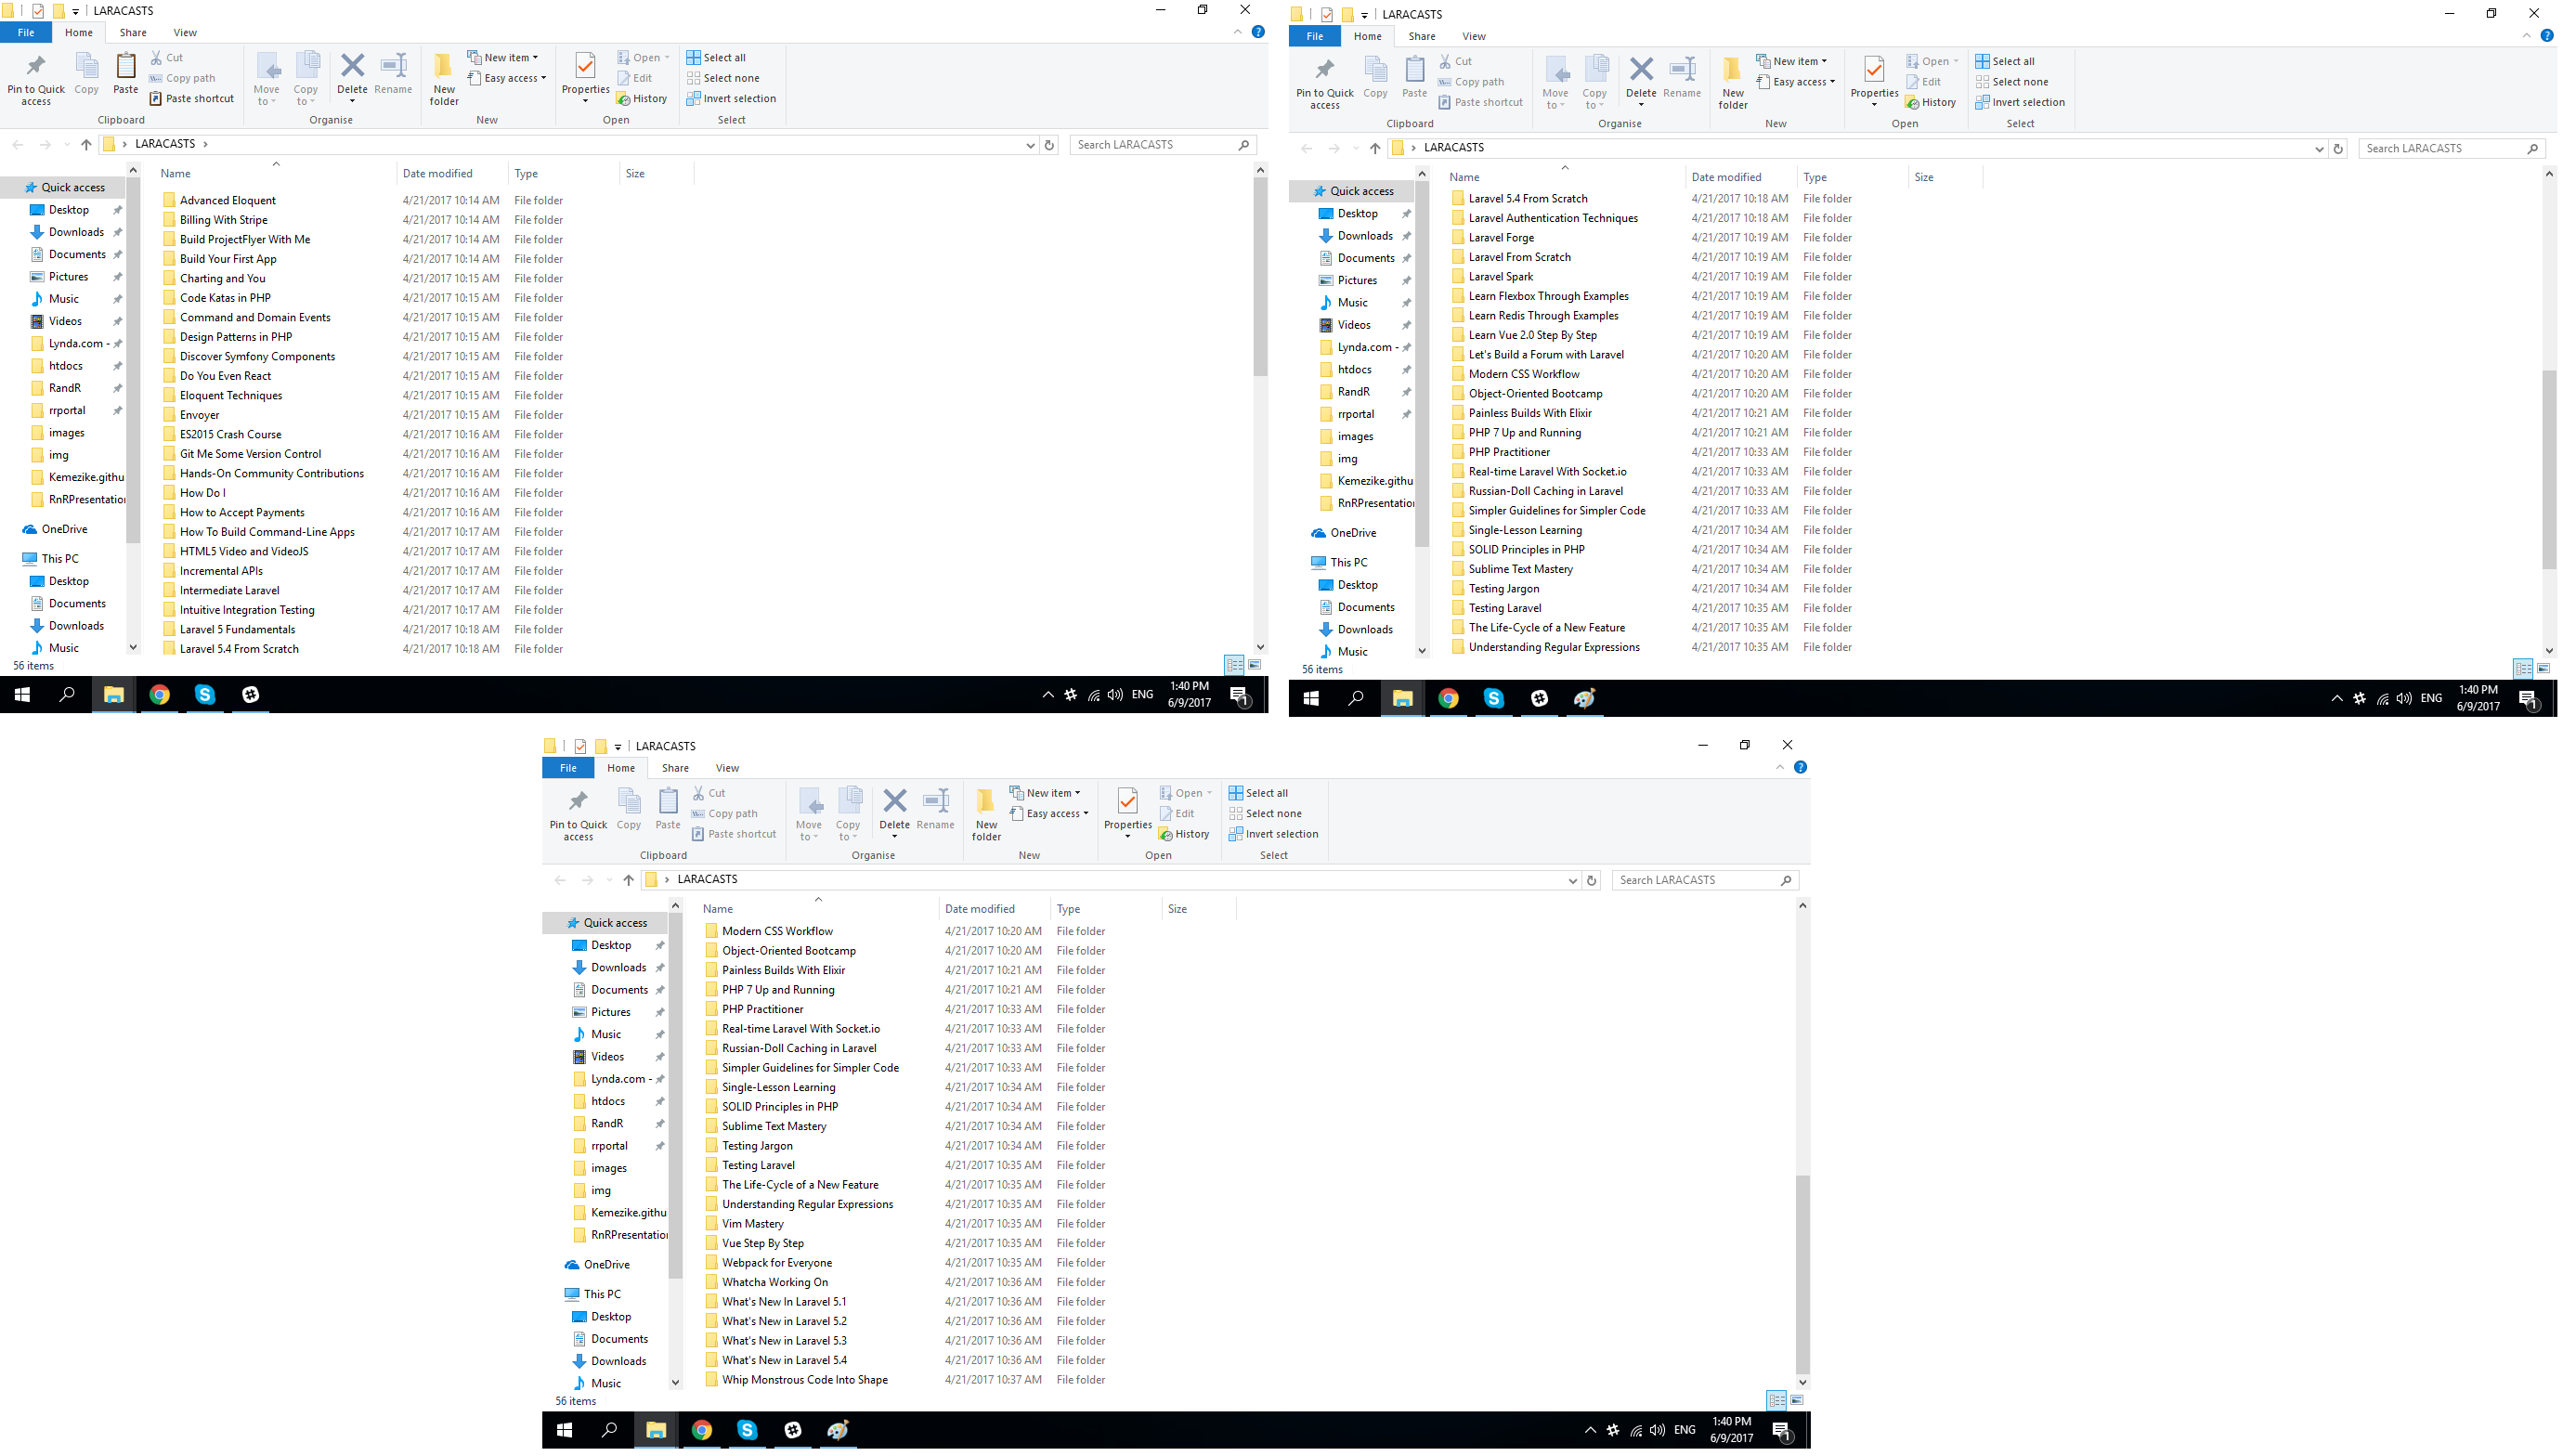 LARACASTS
File Home Share View
Pin to Quick access
Copy
Paste
Cut
Copy path
Paste shortcut
Clipboard
Move to
Copy to
Delete
Rename
Organise
New folder
New item
Easy access
New
Properties
Open
Edit
History
Open
Select all
Select none
Invert selection
Select
LARACASTS
Search LARACASTS
Quick access
Desktop
Downloads
Documents
Pictures
Music
Videos
Lynda.com -
htdocs
RandR
rrportal
images
img
Kemezike.githu
RnRPresentation
OneDrive
This PC
Desktop
Documents
Downloads
Music
Name Date modified Type Size
Advanced Eloquent 4/21/2017 10:14 AM File folder
Billing With Stripe 4/21/2017 10:14 AM File folder
Build ProjectFlyer With Me 4/21/2017 10:14 AM File folder
Build Your First App 4/21/2017 10:14 AM File folder
Charting and You 4/21/2017 10:15 AM File folder
Code Katas in PHP 4/21/2017 10:15 AM File folder
Command and Domain Events 4/21/2017 10:15 AM File folder
Design Patterns in PHP 4/21/2017 10:15 AM File folder
Discover Symfony Components 4/21/2017 10:15 AM File folder
Do You Even React 4/21/2017 10:15 AM File folder
Eloquent Techniques 4/21/2017 10:15 AM File folder
Envoyer 4/21/2017 10:15 AM File folder
ES2015 Crash Course 4/21/2017 10:16 AM File folder
Git Me Some Version Control 4/21/2017 10:16 AM File folder
Hands-On Community Contributions 4/21/2017 10:16 AM File folder
How Do I 4/21/2017 10:16 AM File folder
How to Accept Payments 4/21/2017 10:16 AM File folder
How To Build Command-Line Apps 4/21/2017 10:17 AM File folder
HTML5 Video and VideoJS 4/21/2017 10:17 AM File folder
Incremental APIs 4/21/2017 10:17 AM File folder
Intermediate Laravel 4/21/2017 10:17 AM File folder
Intuitive Integration Testing 4/21/2017 10:17 AM File folder
Laravel 5 Fundamentals 4/21/2017 10:18 AM File folder
Laravel 5.4 From Scratch 4/21/2017 10:18 AM File folder
56 items
ENG
1:40 PM
6/9/2017
1
LARACASTS
File Home Share View
Pin to Quick access
Copy
Paste
Cut
Copy path
Paste shortcut
Clipboard
Move to
Copy to
Delete
Rename
Organise
New folder
New item
Easy access
New
Properties
Open
Edit
History
Open
Select all
Select none
Invert selection
Select
LARACASTS
Search LARACASTS
Quick access
Desktop
Downloads
Documents
Pictures
Music
Videos
Lynda.com -
htdocs
RandR
rrportal
images
img
Kemezike.githu
RnRPresentation
OneDrive
This PC
Desktop
Documents
Downloads
Music
Name Date modified Type Size
Laravel 5.4 From Scratch 4/21/2017 10:18 AM File folder
Laravel Authentication Techniques 4/21/2017 10:18 AM File folder
Laravel Forge 4/21/2017 10:19 AM File folder
Laravel From Scratch 4/21/2017 10:19 AM File folder
Laravel Spark 4/21/2017 10:19 AM File folder
Learn Flexbox Through Examples 4/21/2017 10:19 AM File folder
Learn Redis Through Examples 4/21/2017 10:19 AM File folder
Learn Vue 2.0 Step By Step 4/21/2017 10:19 AM File folder
Let's Build a Forum with Laravel 4/21/2017 10:20 AM File folder
Modern CSS Workflow 4/21/2017 10:20 AM File folder
Object-Oriented Bootcamp 4/21/2017 10:20 AM File folder
Painless Builds With Elixir 4/21/2017 10:21 AM File folder
PHP 7 Up and Running 4/21/2017 10:21 AM File folder
PHP Practitioner 4/21/2017 10:33 AM File folder
Real-time Laravel With Socket.io 4/21/2017 10:33 AM File folder
Russian-Doll Caching in Laravel 4/21/2017 10:33 AM File folder
Simpler Guidelines for Simpler Code 4/21/2017 10:33 AM File folder
Single-Lesson Learning 4/21/2017 10:34 AM File folder
SOLID Principles in PHP 4/21/2017 10:34 AM File folder
Sublime Text Mastery 4/21/2017 10:34 AM File folder
Testing Jargon 4/21/2017 10:34 AM File folder
Testing Laravel 4/21/2017 10:35 AM File folder
The Life-Cycle of a New Feature 4/21/2017 10:35 AM File folder
Understanding Regular Expressions 4/21/2017 10:35 AM File folder
56 items
ENG
1:40 PM
6/9/2017
1
LARACASTS
File Home Share View
Pin to Quick access
Copy
Paste
Cut
Copy path
Paste shortcut
Clipboard
Move to
Copy to
Delete
Rename
Organise
New folder
New item
Easy access
New
Properties
Open
Edit
History
Open
Select all
Select none
Invert selection
Select
LARACASTS
Search LARACASTS
Quick access
Desktop
Downloads
Documents
Pictures
Music
Videos
Lynda.com -
htdocs
RandR
rrportal
images
img
Kemezike.githu
RnRPresentation
OneDrive
This PC
Desktop
Documents
Downloads
Music
Name Date modified Type Size
Modern CSS Workflow 4/21/2017 10:20 AM File folder
Object-Oriented Bootcamp 4/21/2017 10:20 AM File folder
Painless Builds With Elixir 4/21/2017 10:21 AM File folder
PHP 7 Up and Running 4/21/2017 10:21 AM File folder
PHP Practitioner 4/21/2017 10:33 AM File folder
Real-time Laravel With Socket.io 4/21/2017 10:33 AM File folder
Russian-Doll Caching in Laravel 4/21/2017 10:33 AM File folder
Simpler Guidelines for Simpler Code 4/21/2017 10:33 AM File folder
Single-Lesson Learning 4/21/2017 10:34 AM File folder
SOLID Principles in PHP 4/21/2017 10:34 AM File folder
Sublime Text Mastery 4/21/2017 10:34 AM File folder
Testing Jargon 4/21/2017 10:34 AM File folder
Testing Laravel 4/21/2017 10:35 AM File folder
The Life-Cycle of a New Feature 4/21/2017 10:35 AM File folder
Understanding Regular Expressions 4/21/2017 10:35 AM File folder
Vim Mastery 4/21/2017 10:35 AM File folder
Vue Step By Step 4/21/2017 10:35 AM File folder
Webpack for Everyone 4/21/2017 10:35 AM File folder
Whatcha Working On 4/21/2017 10:36 AM File folder
What's New In Laravel 5.1 4/21/2017 10:36 AM File folder
What's New in Laravel 5.2 4/21/2017 10:36 AM File folder
What's New in Laravel 5.3 4/21/2017 10:36 AM File folder
What's New in Laravel 5.4 4/21/2017 10:36 AM File folder
Whip Monstrous Code Into Shape 4/21/2017 10:37 AM File folder
56 items
ENG
1:40 PM
6/9/2017
1